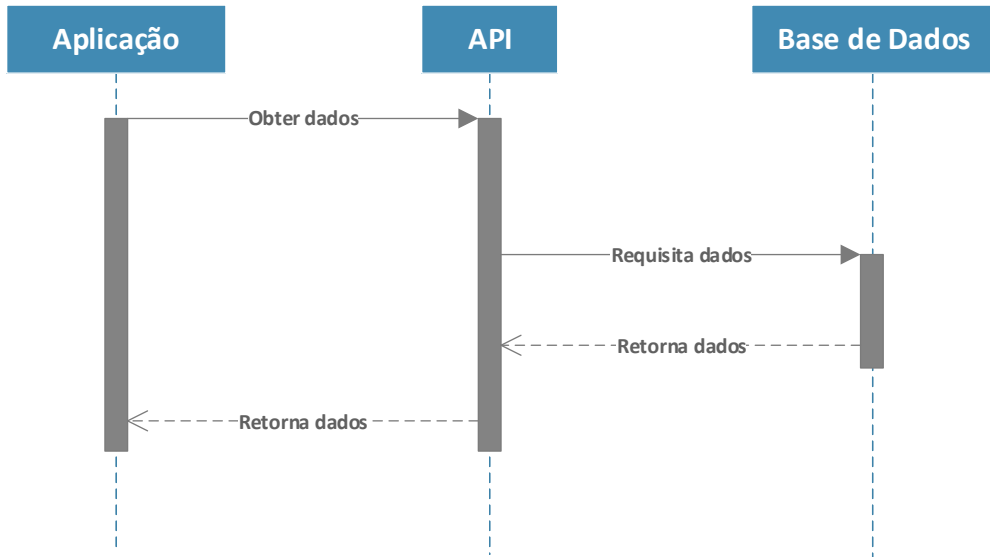 Aplicação
API
Base de Dados
Obter dados
Requisita dados
Retorna dados
Retorna dados